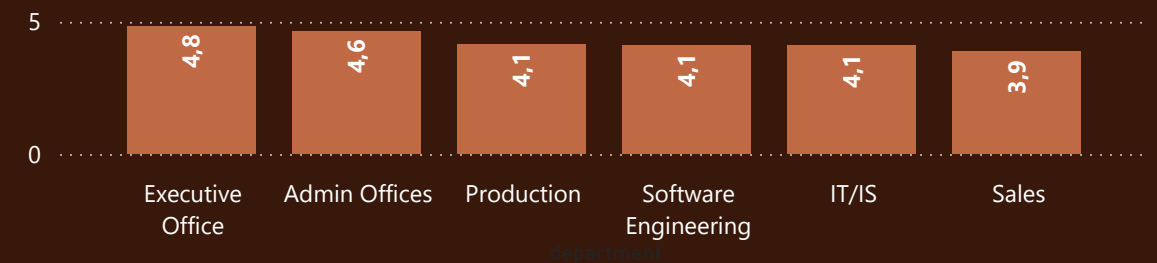 5
4,8
4,6
4,1
4,1
4,1
3,9
0
Executive
Office
Admin Offices
Production
Software
Engineering
IT/IS
Sales
department